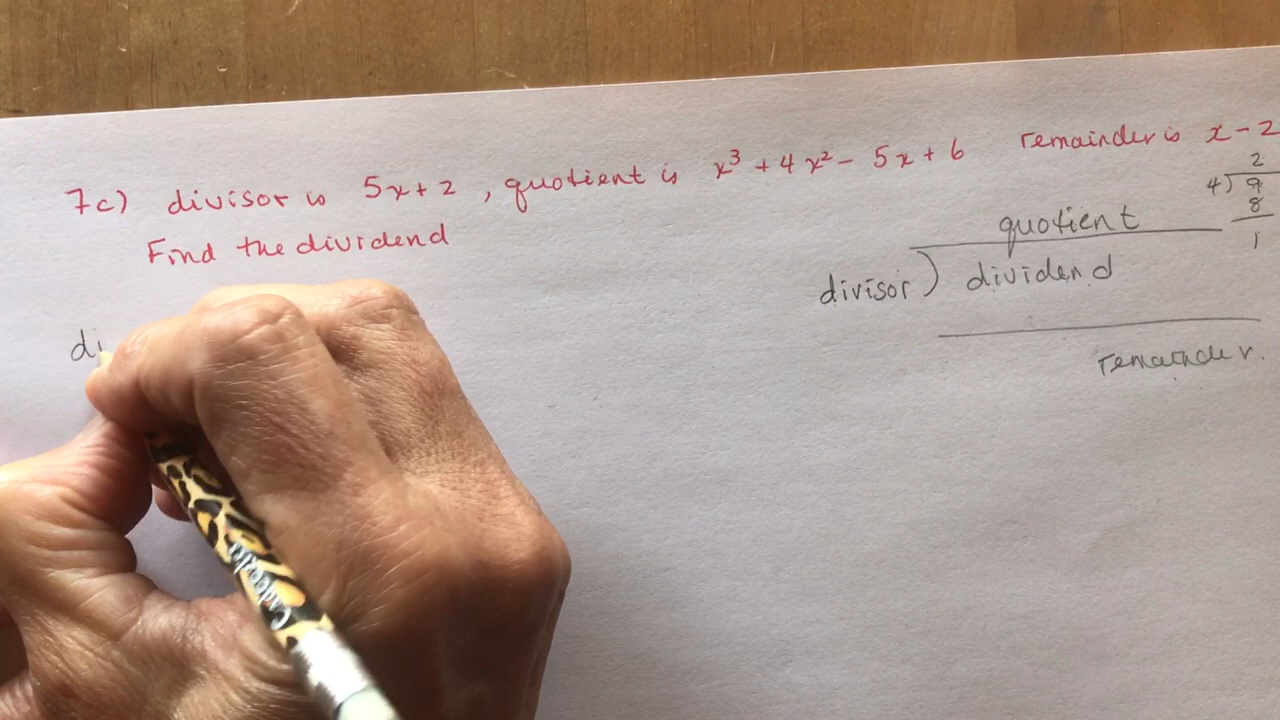 7c) divisor is 5x+2, quotient is x³ + 4x² - 5x + 6 remainder is x - 2
Find the dividend
2
4) 9
8
1
quotient
divisor) dividend
remainder.
di